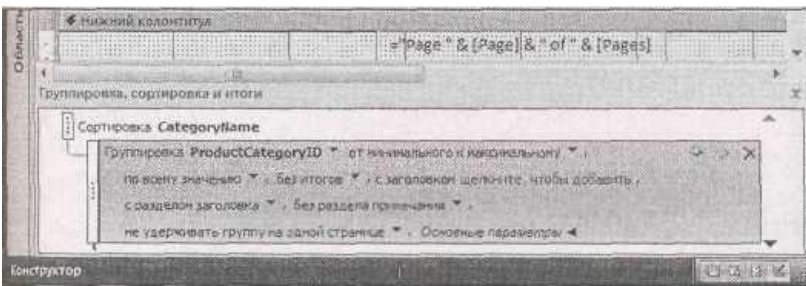 Нижний колонтитул
="Page " & [Page] & " of " & [Pages]
Област
Группировка, сортировка и итоги
Сортировка CategoryName
Группировка ProductCategoryID от минимального к максимальному ,
по всему значению , без итогов , с заголовком щелкните, чтобы добавить ,
с разделом заголовка , без раздела примечания ,
не удерживать группу на одной странице , Основные параметры
Конструктор